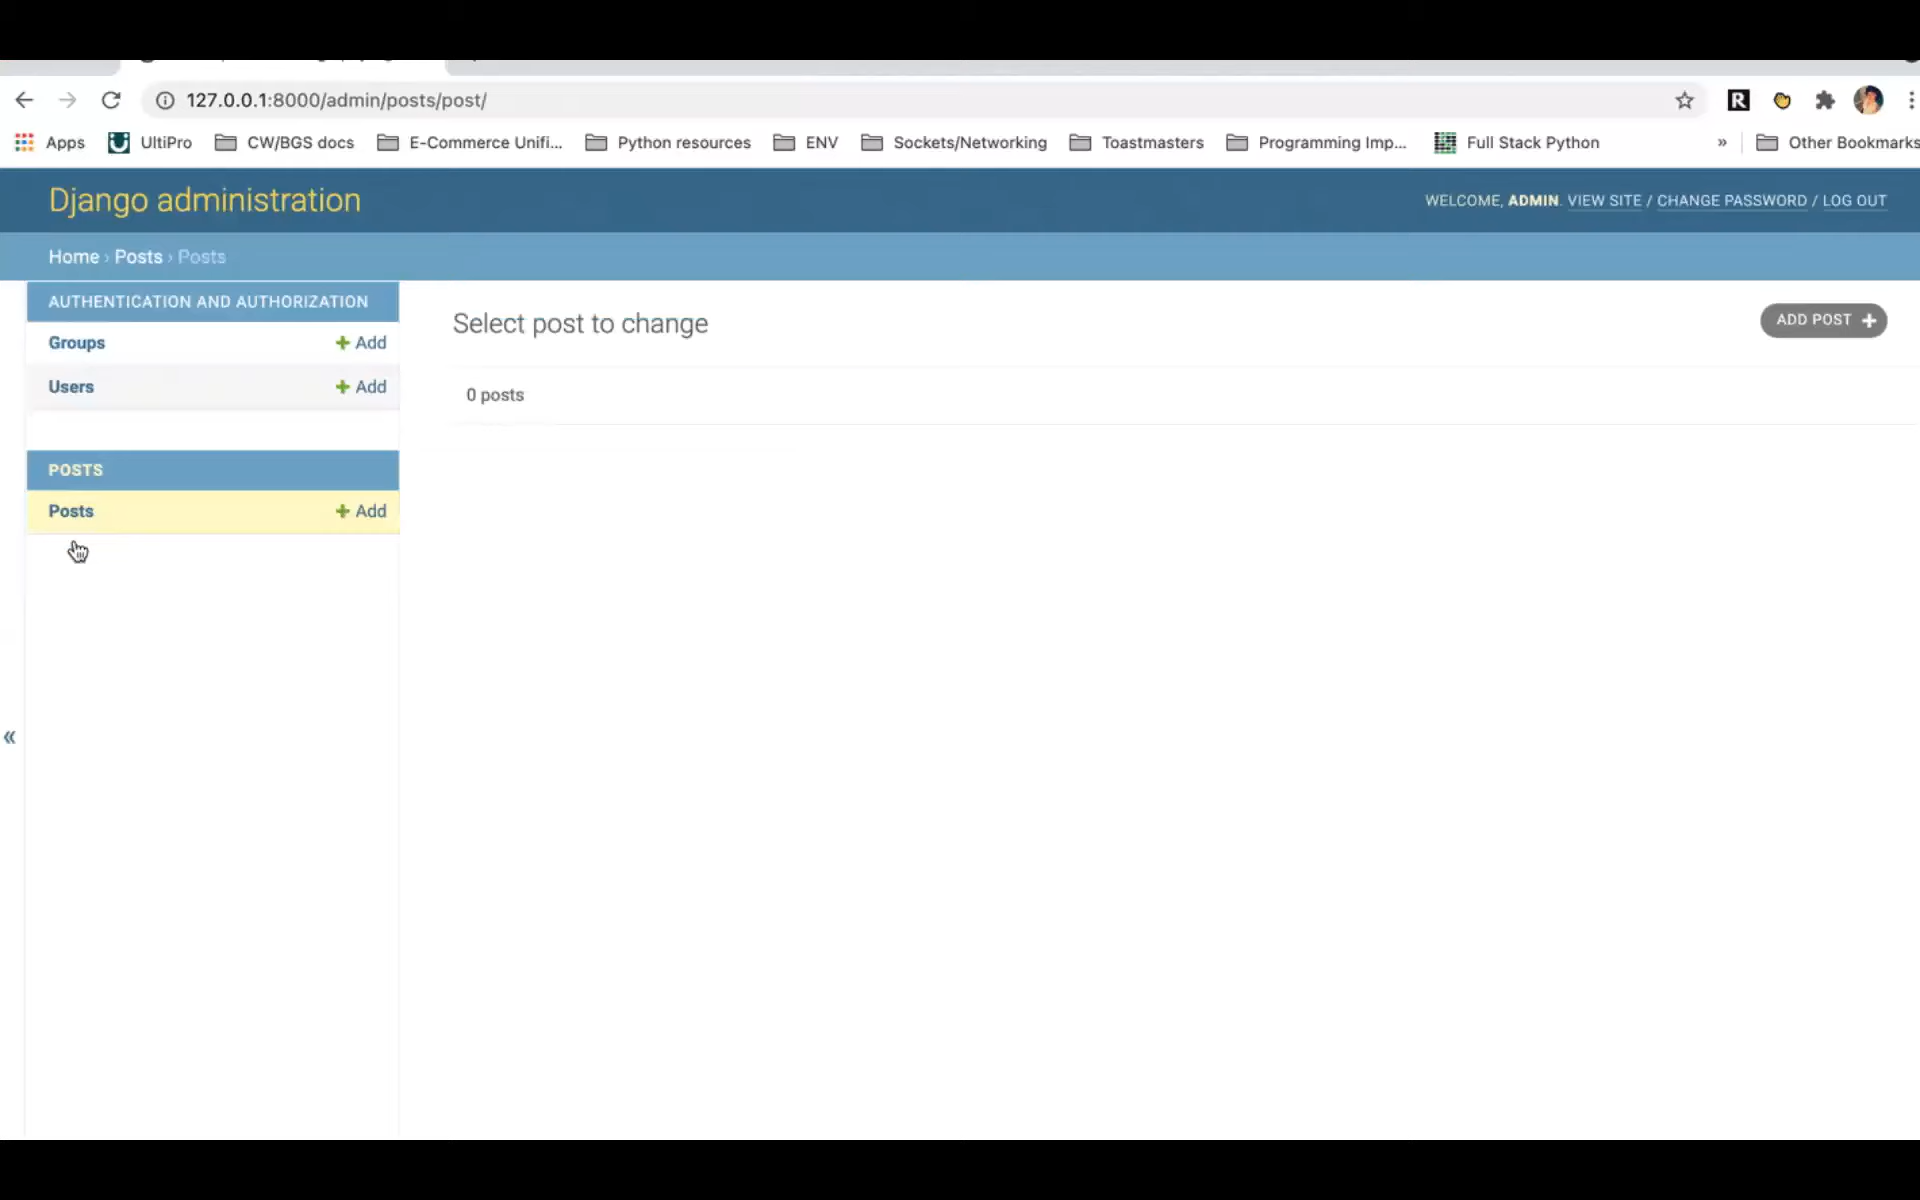 127.0.0.1:8000/admin/posts/post/
Apps UltiPro CW/BGS docs E-Commerce Unifi... Python resources ENV Sockets/Networking Toastmasters Programming Imp... Full Stack Python » Other Bookmarks
Django administration
WELCOME, ADMIN. VIEW SITE / CHANGE PASSWORD / LOG OUT
Home › Posts › Posts
AUTHENTICATION AND AUTHORIZATION
Groups + Add
Users + Add
POSTS
Posts + Add
Select post to change
ADD POST +
0 posts
«